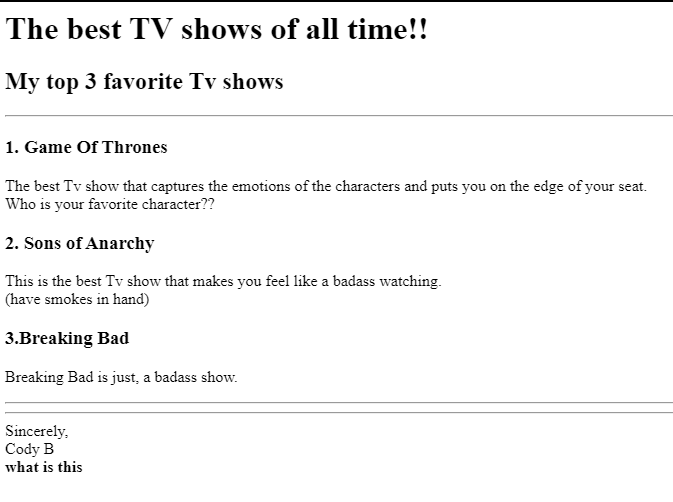 The best TV shows of all time!!
My top 3 favorite Tv shows
1. Game Of Thrones
The best Tv show that captures the emotions of the characters and puts you on the edge of your seat.
Who is your favorite character??
2. Sons of Anarchy
This is the best Tv show that makes you feel like a badass watching.
(have smokes in hand)
3.Breaking Bad
Breaking Bad is just, a badass show.
Sincerely,
Cody B
what is this